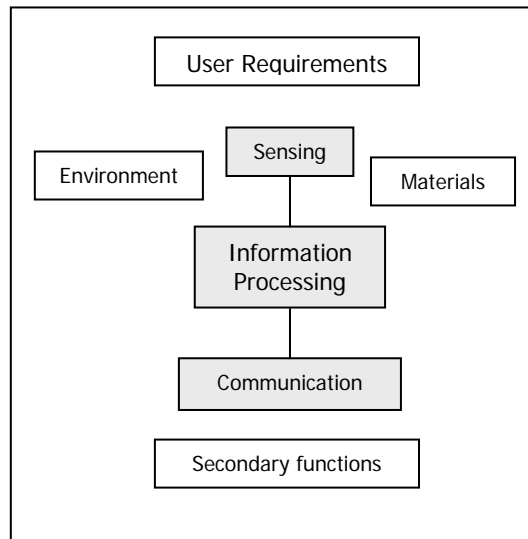 User Requirements
Sensing
Environment
Materials
Information
Processing
Communication
Secondary functions